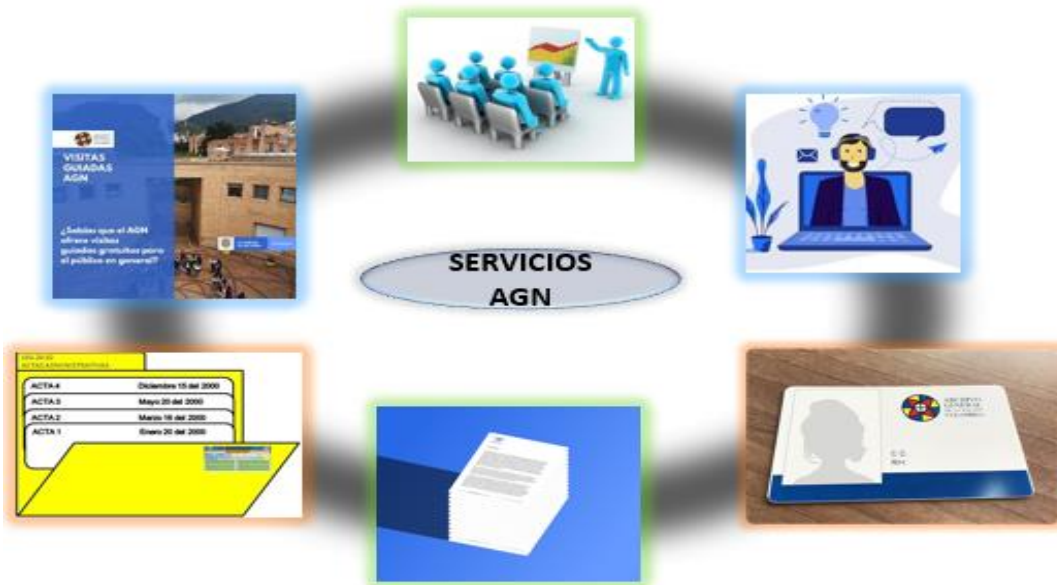 VISITAS
GUIADAS
AGN
¿Sabías que el AGN
ofrece visitas
guiadas gratuitas para
el público en general?
SERVICIOS
AGN
ACTA 4 Diciembre 15 del 2000
ACTA 3 Mayo 20 del 2000
ACTA 2 Marzo 16 del 2000
ACTA 1 Enero 20 del 2000
ARCHIVO
GENERAL